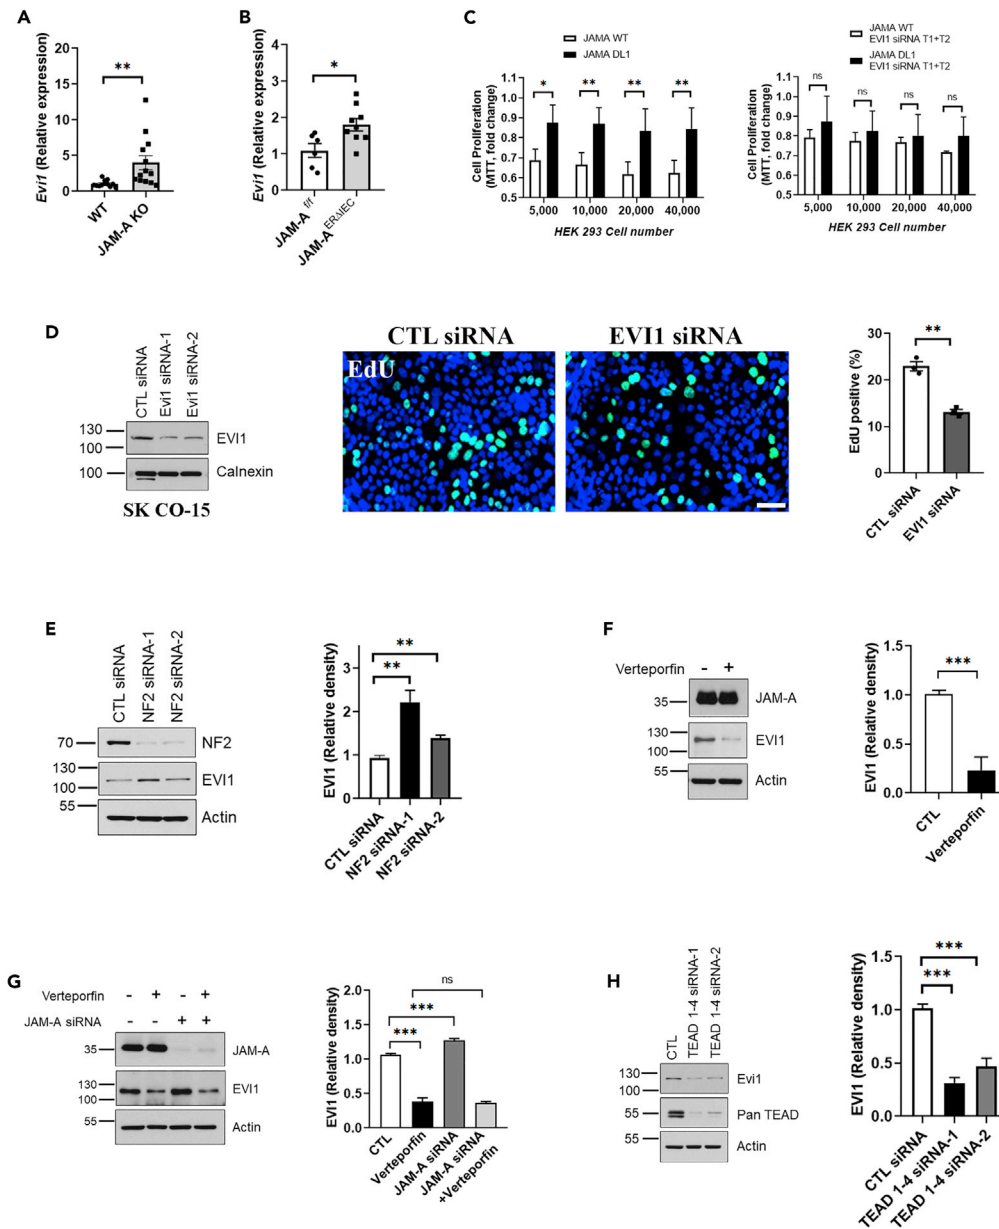 A
Evi1 (Relative expression)
20
15
10
5
0
**
WT
JAM-A KO
B
Evi1 (Relative expression)
4
3
2
1
0
*
JAM-A f/f
JAM-A ERΔIEC
C
JAMA WT
JAMA DL1
Cell Proliferation
(MTT, fold change)
1.1
1.0
0.9
0.8
0.7
0.6
0.5
* ** ** **
5,000 10,000 20,000 40,000
HEK 293 Cell number
JAMA WT
EVI1 siRNA T1+T2
JAMA DL1
EVI1 siRNA T1+T2
Cell Proliferation
(MTT, fold change)
1.1
1.0
0.9
0.8
0.7
0.6
0.5
ns ns ns ns
5,000 10,000 20,000 40,000
HEK 293 Cell number
D
CTL siRNA
Evi1 siRNA-1
Evi1 siRNA-2
130
100
EVI1
100
Calnexin
SK CO-15
CTL siRNA
EVI1 siRNA
EdU
EdU positive (%)
30
20
10
0
**
CTL siRNA
EVI1 siRNA
E
CTL siRNA
NF2 siRNA-1
NF2 siRNA-2
70
NF2
130
100
EVI1
55
Actin
EVI1 (Relative density)
3
2
1
0
**
**
CTL siRNA
NF2 siRNA-1
NF2 siRNA-2
F
Verteporfin - +
35
JAM-A
130
100
EVI1
55
Actin
EVI1 (Relative density)
1.5
1.0
0.5
0.0
***
CTL
Verteporfin
G
Verteporfin - + - +
JAM-A siRNA - - + +
35
JAM-A
130
100
EVI1
55
Actin
EVI1 (Relative density)
2.0
1.5
1.0
0.5
0.0
ns
***
***
CTL
Verteporfin
JAM-A siRNA
JAM-A siRNA
+Verteporfin
H
CTL
TEAD 1-4 siRNA-1
TEAD 1-4 siRNA-2
130
100
Evi1
55
Pan TEAD
55
Actin
EVI1 (Relative density)
1.5
1.0
0.5
0.0
***
***
CTL siRNA
TEAD 1-4 siRNA-1
TEAD 1-4 siRNA-2